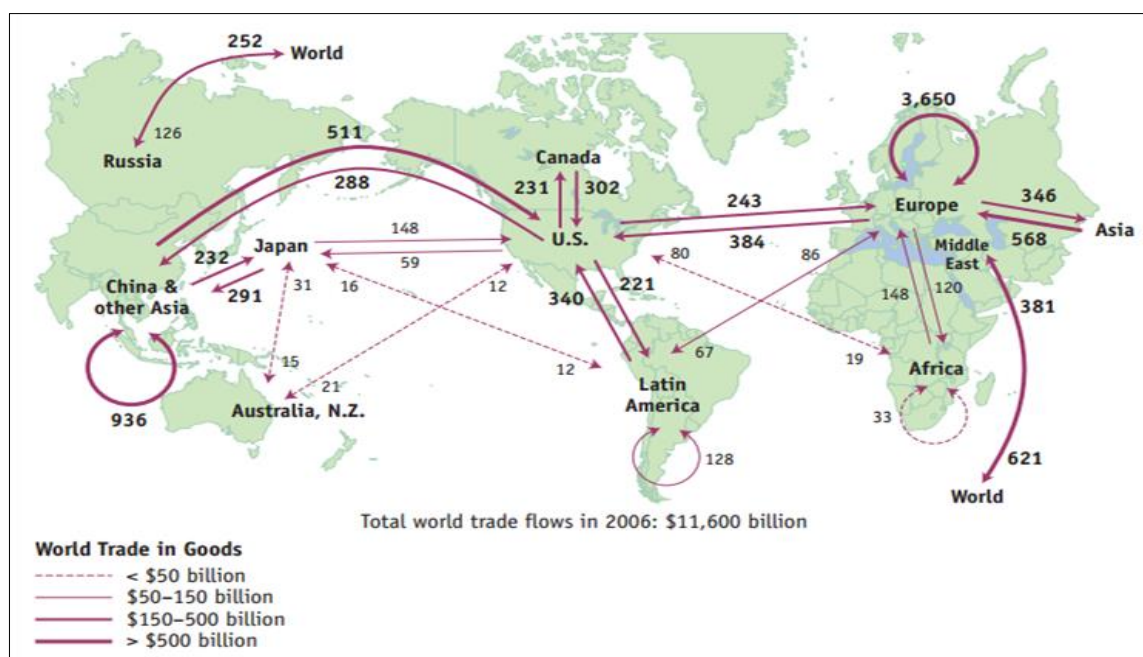 252
World
126
Russia
511
288
Canada
231
302
U.S.
3,650
Europe
346
568
Asia
243
384
Middle
East
Japan
148
59
232
291
China &
other Asia
31
16
12
340
221
80
86
148
120
381
15
21
Australia, N.Z.
936
12
67
Latin
America
128
19
Africa
33
621
World
Total world trade flows in 2006: $11,600 billion
World Trade in Goods
< $50 billion
$50–150 billion
$150–500 billion
> $500 billion